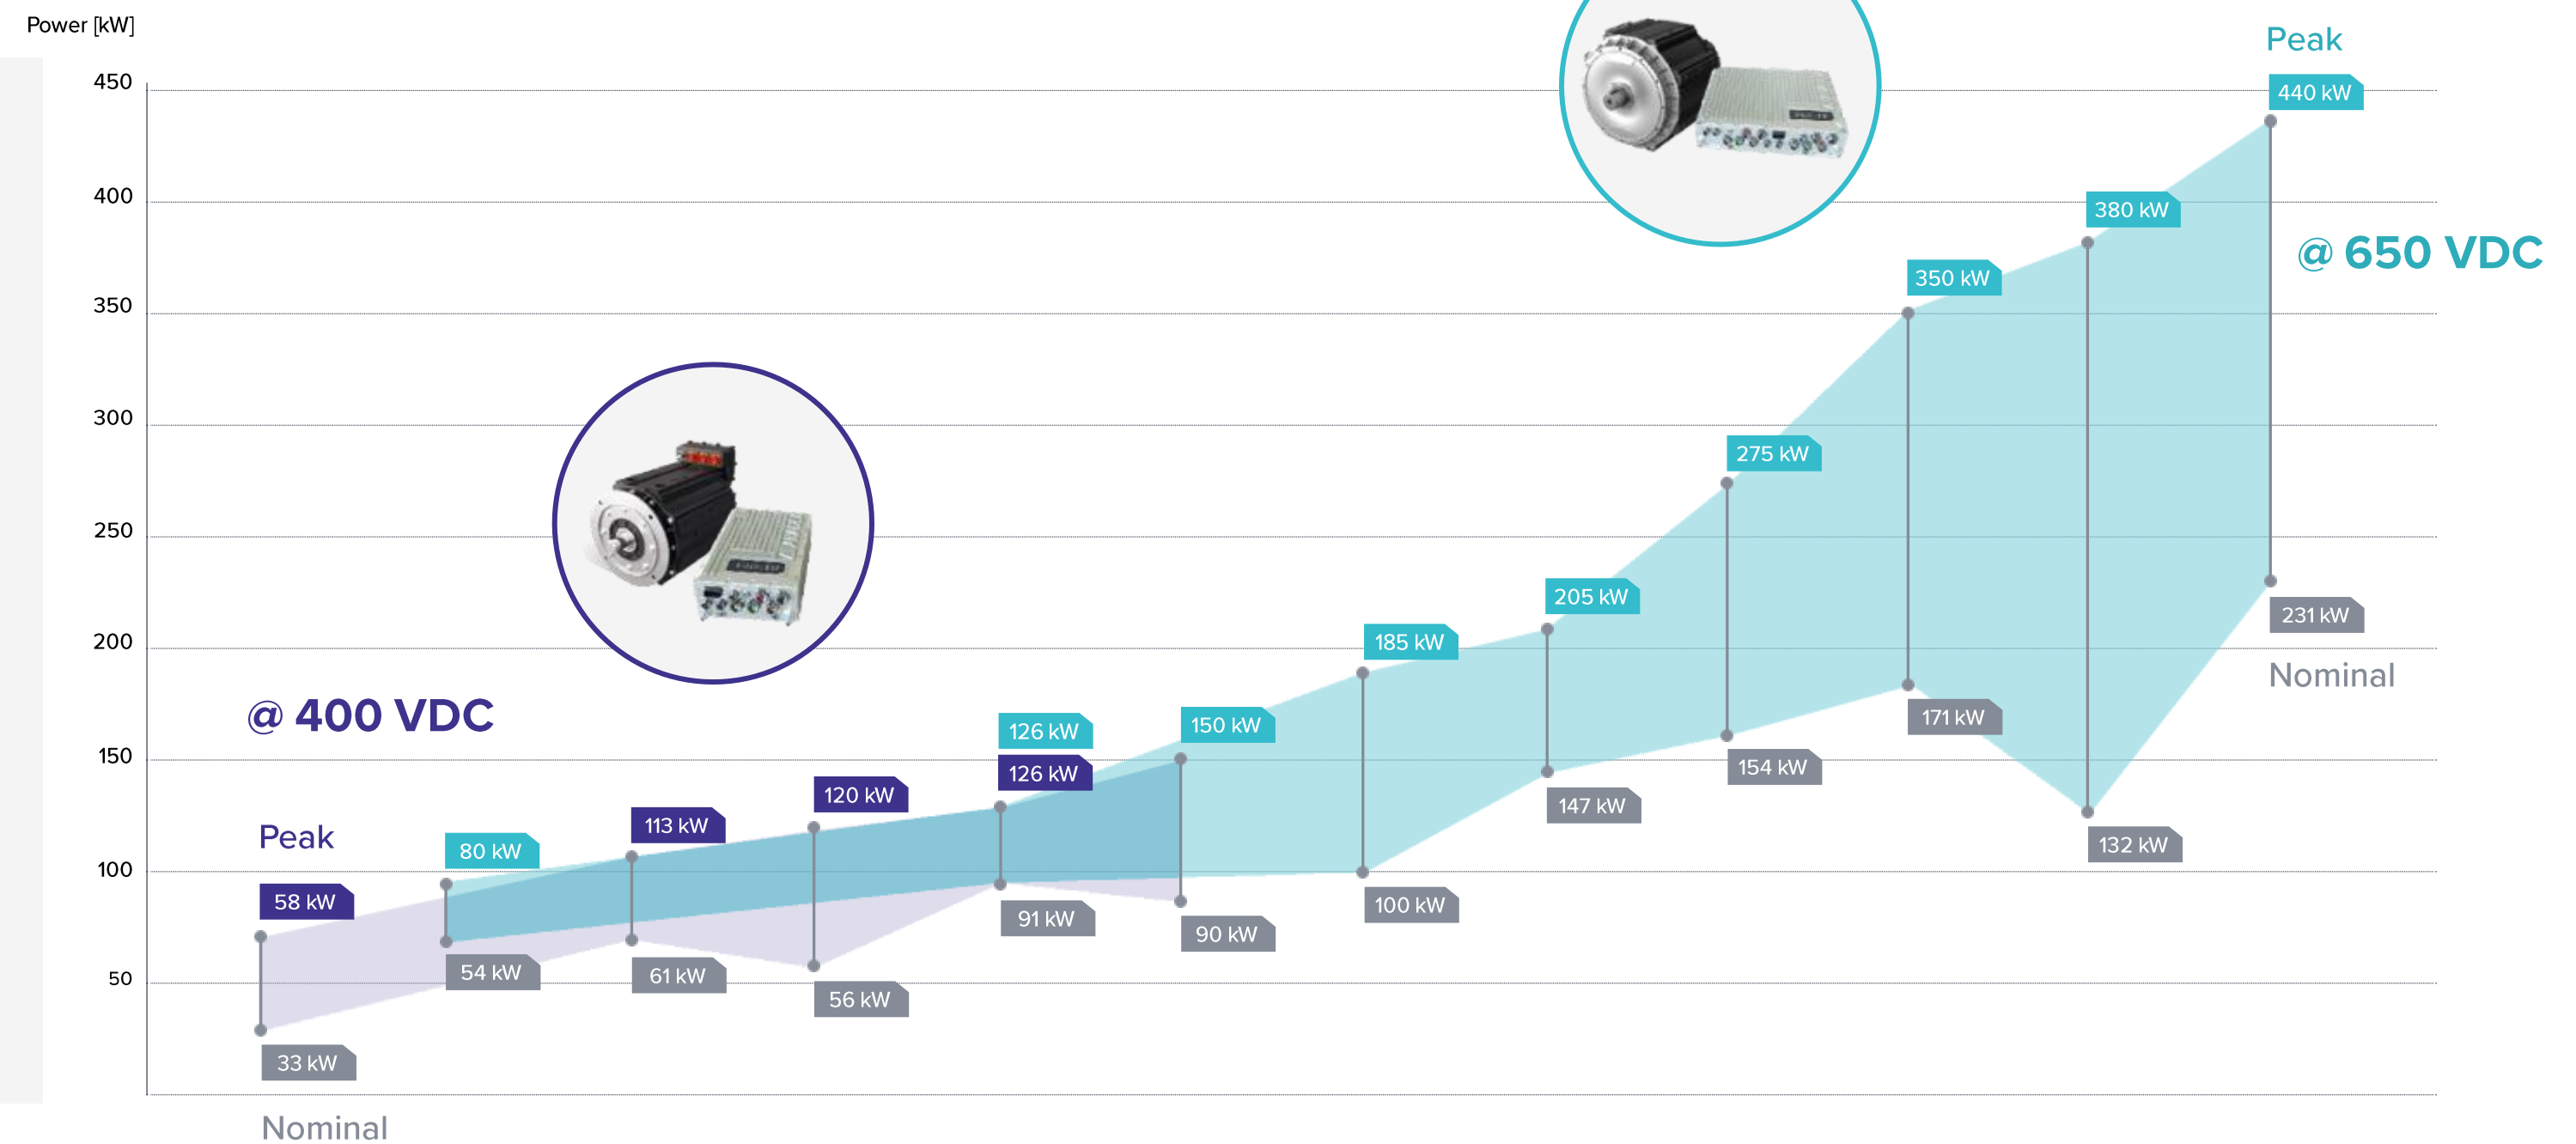 Power [kW]
Peak
450
440 kW
400
380 kW
@ 650 VDC
350
350 kW
300
275 kW
250
205 kW
231 kW
200
185 kW
Nominal
@ 400 VDC
171 kW
150
126 kW
150 kW
126 kW
154 kW
120 kW
147 kW
Peak
113 kW
132 kW
100
80 kW
58 kW
91 kW
100 kW
90 kW
50
54 kW
61 kW
56 kW
33 kW
Nominal